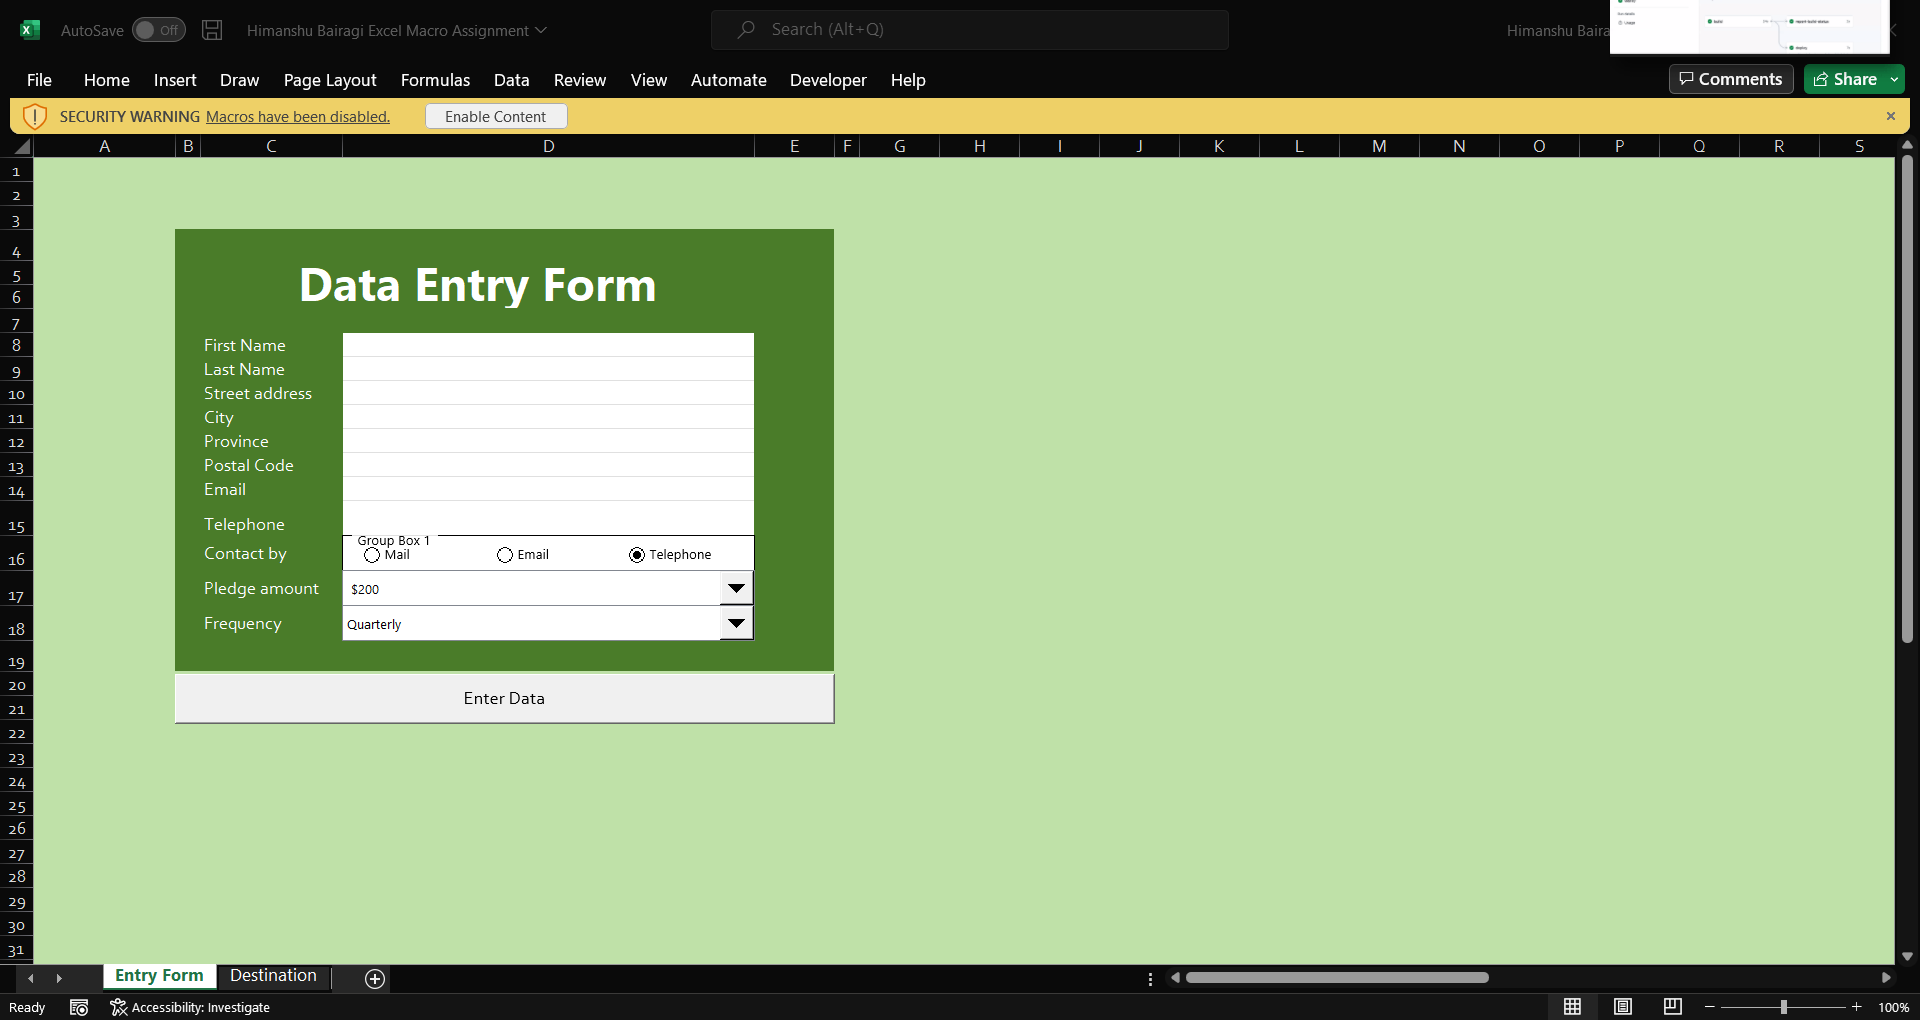 AutoSave Off Himanshu Bairagi Excel Macro Assignment Search (Alt+Q) Himanshu Baira
File Home Insert Draw Page Layout Formulas Data Review View Automate Developer Help Comments Share
SECURITY WARNING Macros have been disabled. Enable Content
A B C D E F G H I J K L M N O P Q R S
1
2
3
4
5
Data Entry Form
6
7
8 First Name
9 Last Name
10 Street address
11 City
12 Province
13 Postal Code
14 Email
15 Telephone
Group Box 1
16 Contact by Mail Email Telephone
17 Pledge amount $200
18 Frequency Quarterly
19
20
Enter Data
21
22
23
24
25
26
27
28
29
30
31
Entry Form Destination
Ready Accessibility: Investigate 100%